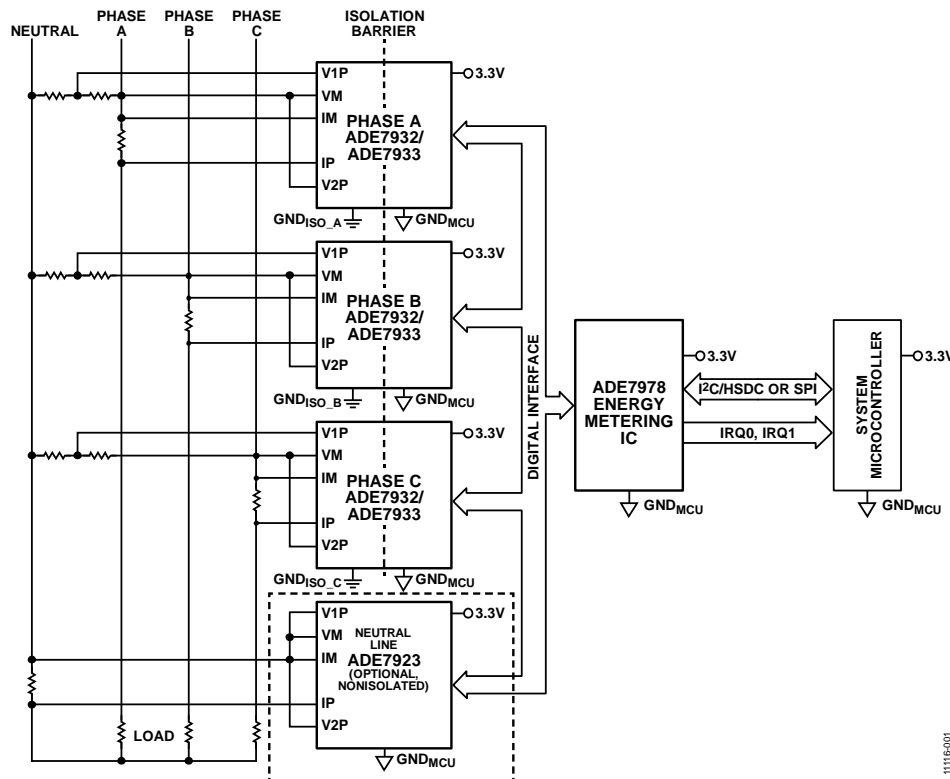 NEUTRAL
PHASE
A
PHASE
B
PHASE
C
ISOLATION
BARRIER
V1P
VM
IM
IP
V2P
PHASE A
ADE7932/
ADE7933
3.3V
GNDISO_A
GNDMCU
V1P
VM
IM
IP
V2P
PHASE B
ADE7932/
ADE7933
3.3V
GNDISO_B
GNDMCU
V1P
VM
IM
IP
V2P
PHASE C
ADE7932/
ADE7933
3.3V
GNDISO_C
GNDMCU
V1P
VM
IM
IP
V2P
NEUTRAL
LINE
ADE7923
(OPTIONAL,
NONISOLATED)
3.3V
GNDMCU
LOAD
DIGITAL INTERFACE
ADE7978
ENERGY
METERING
IC
3.3V
GNDMCU
I2C/HSDC OR SPI
IRQ0, IRQ1
SYSTEM
MICROCONTROLLER
3.3V
GNDMCU
11116-001